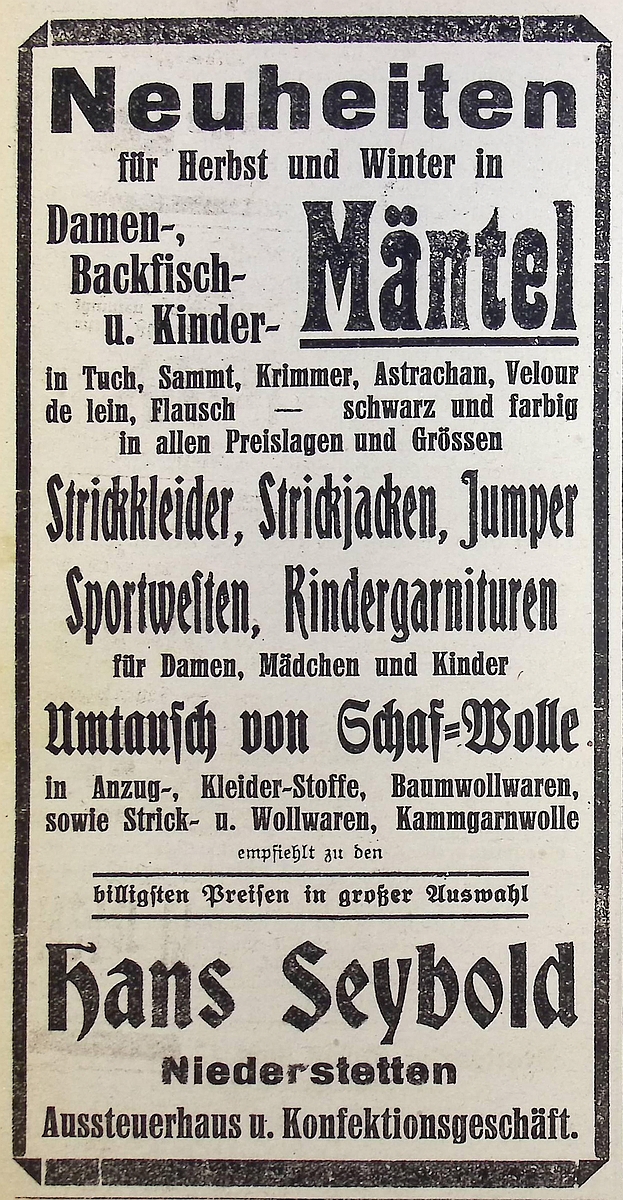 Neuheiten
für Herbst und Winter in
Damen-,
Backfisch-
u. Kinder-
Mäntel
in Tuch, Sammt, Krimmer, Astrachan, Velour
de lein, Flausch — schwarz und farbig
in allen Preislagen und Grössen
Strickkleider, Strickjacken, Jumper
Sportweſten, Kindergarnituren
für Damen, Mädchen und Kinder
Umtauſch von Schaf-Wolle
in Anzug-, Kleider-Stoffe, Baumwollwaren,
sowie Strick- u. Wollwaren, Kammgarnwolle
empfiehlt zu den
billigſten Preiſen in großer Auswahl
Hans Seybold
Niederstetten
Aussteuerhaus u. Konfektionsgeschäft.